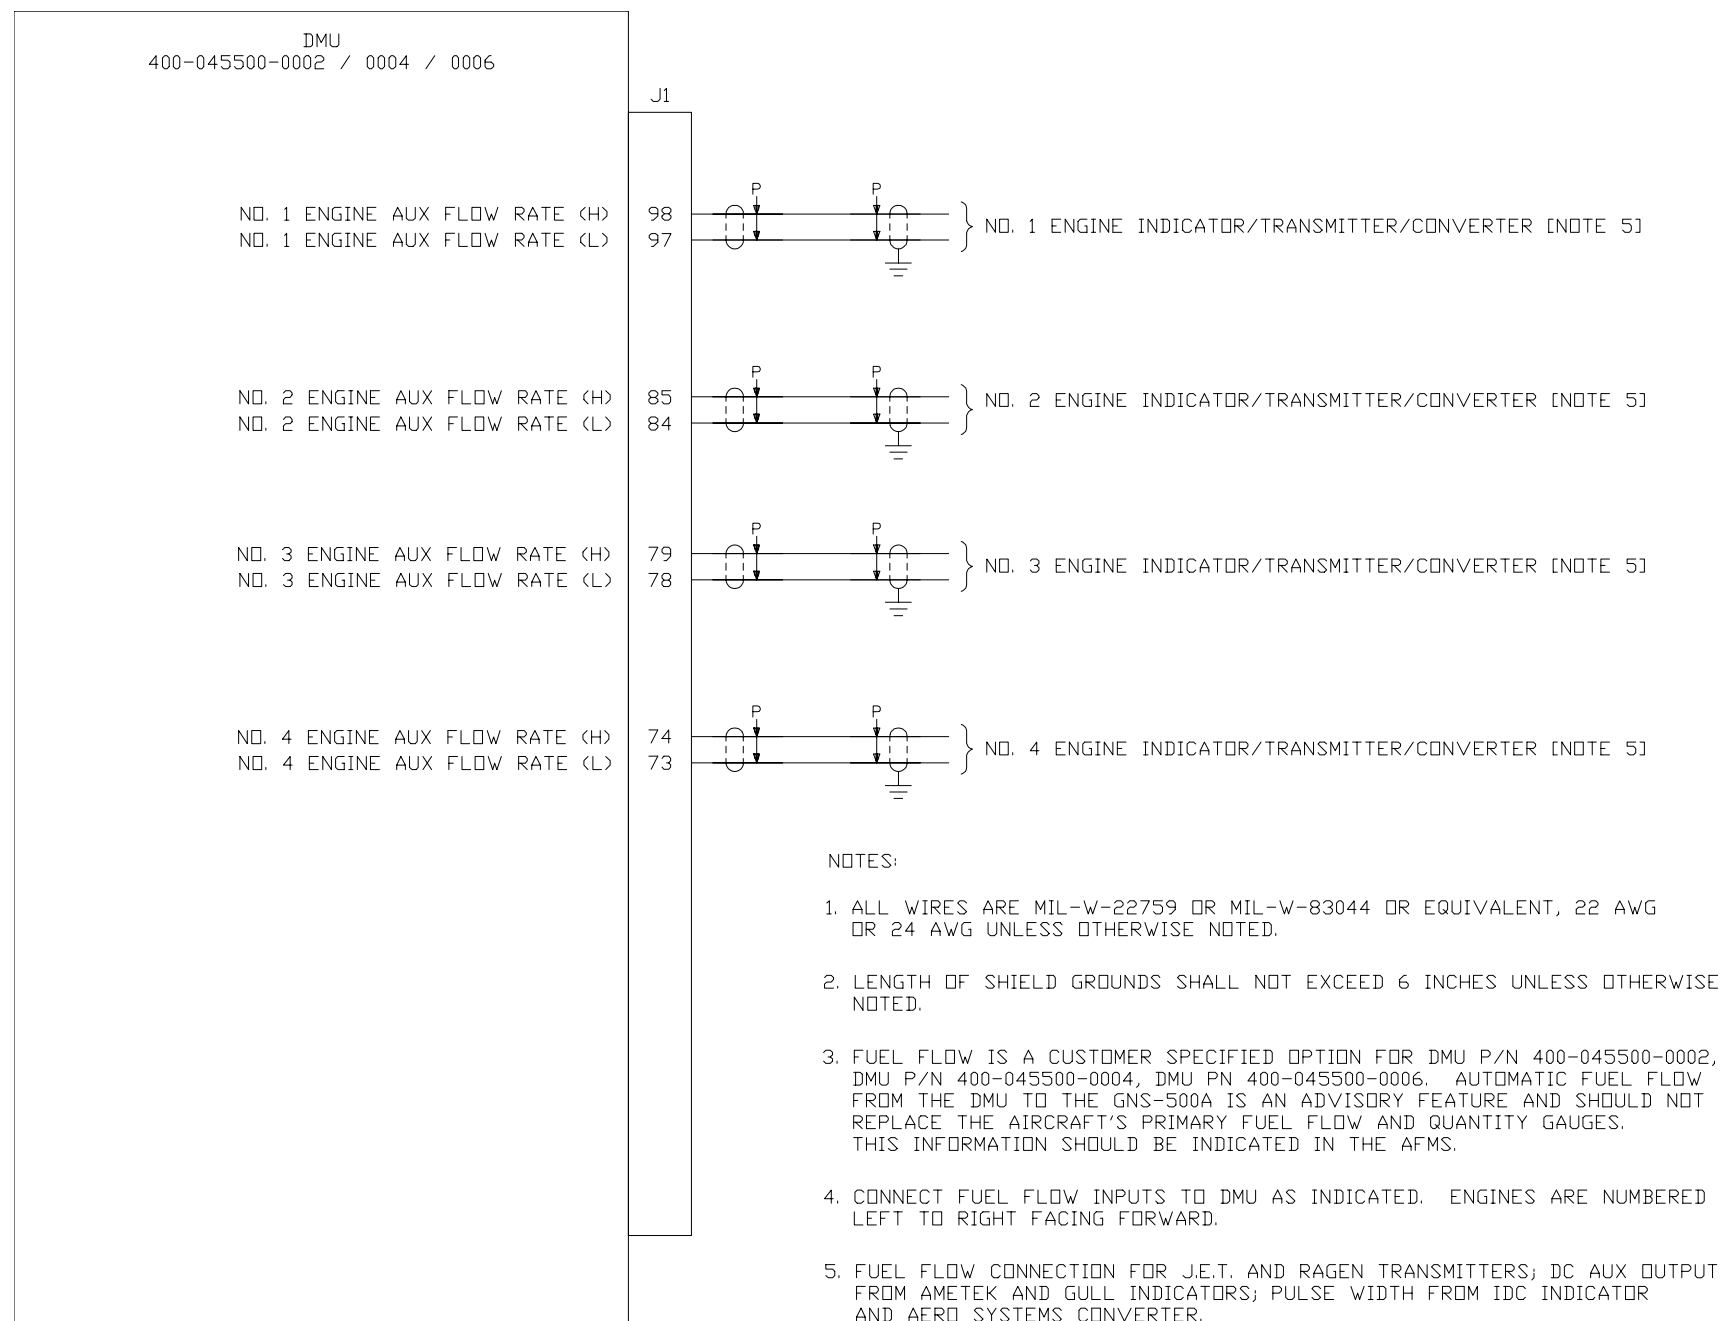 DMU
400-045500-0002 / 0004 / 0006
J1
P P
NO. 1 ENGINE AUX FLOW RATE (H) 98
NO. 1 ENGINE AUX FLOW RATE (L) 97
NO. 1 ENGINE INDICATOR/TRANSMITTER/CONVERTER [NOTE 5]
P P
NO. 2 ENGINE AUX FLOW RATE (H) 85
NO. 2 ENGINE AUX FLOW RATE (L) 84
NO. 2 ENGINE INDICATOR/TRANSMITTER/CONVERTER [NOTE 5]
P P
NO. 3 ENGINE AUX FLOW RATE (H) 79
NO. 3 ENGINE AUX FLOW RATE (L) 78
NO. 3 ENGINE INDICATOR/TRANSMITTER/CONVERTER [NOTE 5]
P P
NO. 4 ENGINE AUX FLOW RATE (H) 74
NO. 4 ENGINE AUX FLOW RATE (L) 73
NO. 4 ENGINE INDICATOR/TRANSMITTER/CONVERTER [NOTE 5]
NOTES:
1. ALL WIRES ARE MIL-W-22759 OR MIL-W-83044 OR EQUIVALENT, 22 AWG
OR 24 AWG UNLESS OTHERWISE NOTED.
2. LENGTH OF SHIELD GROUNDS SHALL NOT EXCEED 6 INCHES UNLESS OTHERWISE
NOTED.
3. FUEL FLOW IS A CUSTOMER SPECIFIED OPTION FOR DMU P/N 400-045500-0002,
DMU P/N 400-045500-0004, DMU PN 400-045500-0006. AUTOMATIC FUEL FLOW
FROM THE DMU TO THE GNS-500A IS AN ADVISORY FEATURE AND SHOULD NOT
REPLACE THE AIRCRAFT'S PRIMARY FUEL FLOW AND QUANTITY GAUGES.
THIS INFORMATION SHOULD BE INDICATED IN THE AFMS.
4. CONNECT FUEL FLOW INPUTS TO DMU AS INDICATED. ENGINES ARE NUMBERED
LEFT TO RIGHT FACING FORWARD.
5. FUEL FLOW CONNECTION FOR J.E.T. AND RAGEN TRANSMITTERS; DC AUX OUTPUT
FROM AMETEK AND GULL INDICATORS; PULSE WIDTH FROM IDC INDICATOR
AND AERO SYSTEMS CONVERTER.